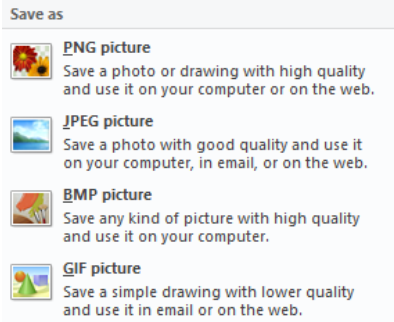 Save as
PNG picture
Save a photo or drawing with high quality
and use it on your computer or on the web.
JPEG picture
Save a photo with good quality and use it
on your computer, in email, or on the web.
BMP picture
Save any kind of picture with high quality
and use it on your computer.
GIF picture
Save a simple drawing with lower quality
and use it in email or on the web.